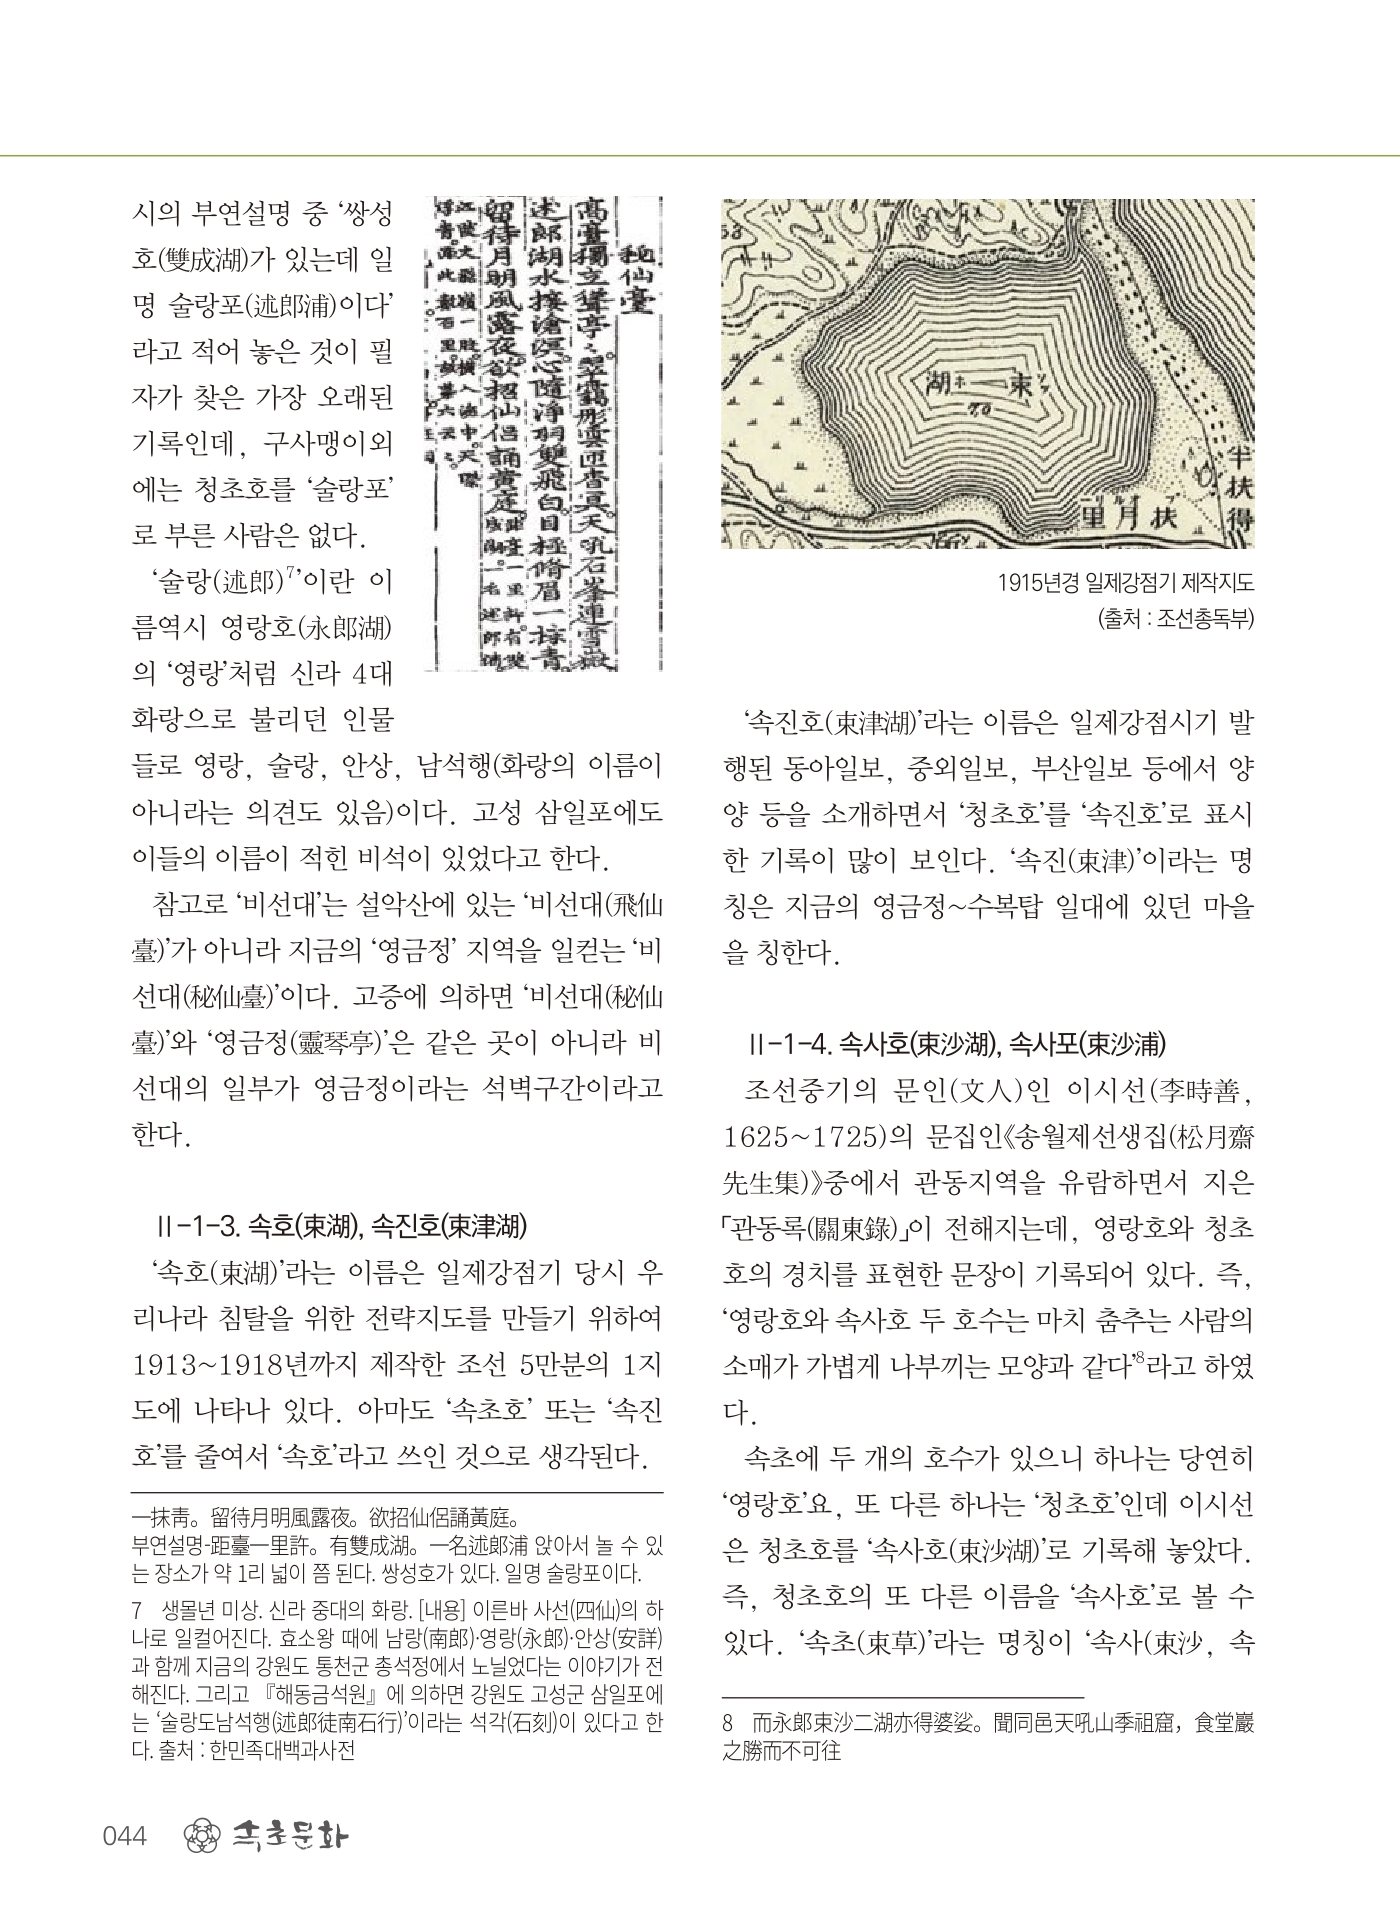 시의 부연설명 중 ‘쌍성
호(雙成湖)가 있는데 일
명 술랑포(述郎浦)이다’
라고 적어 놓은 것이 필
자가 찾은 가장 오래된
기록인데, 구사맹이외
에는 청초호를 ‘술랑포’
로 부른 사람은 없다.
‘술랑(述郎)7’이란 이
름역시 영랑호(永郎湖)
의 ‘영랑’처럼 신라 4대
화랑으로 불리던 인물
들로 영랑, 술랑, 안상, 남석행(화랑의 이름이
아니라는 의견도 있음)이다. 고성 삼일포에도
이들의 이름이 적힌 비석이 있었다고 한다.
참고로 ‘비선대’는 설악산에 있는 ‘비선대(飛仙
臺)’가 아니라 지금의 ‘영금정’ 지역을 일컫는 ‘비
선대(秘仙臺)’이다. 고증에 의하면 ‘비선대(秘仙
臺)’와 ‘영금정(靈琴亭)’은 같은 곳이 아니라 비
선대의 일부가 영금정이라는 석벽구간이라고
한다.
秘仙臺
留待月明風露夜欲招仙侶誦黃庭
Ⅱ-1-3. 속호(束湖), 속진호(束津湖)
‘속호(束湖)’라는 이름은 일제강점기 당시 우
리나라 침탈을 위한 전략지도를 만들기 위하여
1913~1918년까지 제작한 조선 5만분의 1지
도에 나타나 있다. 아마도 ‘속초호’ 또는 ‘속진
호’를 줄여서 ‘속호’라고 쓰인 것으로 생각된다.
一抹靑。留待月明風露夜。欲招仙侶誦黃庭。
부연설명-距臺一里許。有雙成湖。一名述郞浦 앉아서 놀 수 있
는 장소가 약 1리 넓이 쯤 된다. 쌍성호가 있다. 일명 술랑포이다.
7 생몰년 미상. 신라 중대의 화랑. [내용] 이른바 사선(四仙)의 하
나로 일컬어진다. 효소왕 때에 남랑(南郎)·영랑(永郎)·안상(安詳)
과 함께 지금의 강원도 통천군 총석정에서 노닐었다는 이야기가 전
해진다. 그리고 『해동금석원』에 의하면 강원도 고성군 삼일포에
는 ‘술랑도남석행(述郎徒南石行)’이라는 석각(石刻)이 있다고 한
다. 출처 : 한민족대백과사전
湖ホ 束ソク
扶月里
半扶得
1915년경 일제강점기 제작지도
(출처 : 조선총독부)
‘속진호(束津湖)’라는 이름은 일제강점시기 발
행된 동아일보, 중외일보, 부산일보 등에서 양
양 등을 소개하면서 ‘청초호’를 ‘속진호’로 표시
한 기록이 많이 보인다. ‘속진(束津)’이라는 명
칭은 지금의 영금정~수복탑 일대에 있던 마을
을 칭한다.
Ⅱ-1-4. 속사호(束沙湖), 속사포(束沙浦)
조선중기의 문인(文人)인 이시선(李時善,
1625~1725)의 문집인《송월제선생집(松月齋
先生集)》중에서 관동지역을 유람하면서 지은
「관동록(關東錄)」이 전해지는데, 영랑호와 청초
호의 경치를 표현한 문장이 기록되어 있다. 즉,
‘영랑호와 속사호 두 호수는 마치 춤추는 사람의
소매가 가볍게 나부끼는 모양과 같다’8라고 하였
다.
속초에 두 개의 호수가 있으니 하나는 당연히
‘영랑호’요, 또 다른 하나는 ‘청초호’인데 이시선
은 청초호를 ‘속사호(束沙湖)’로 기록해 놓았다.
즉, 청초호의 또 다른 이름을 ‘속사호’로 볼 수
있다. ‘속초(束草)’라는 명칭이 ‘속사(束沙, 속
8 而永郞束沙二湖亦得婆娑。聞同邑天吼山季祖窟，食堂巖
之勝而不可往
044 속초문화